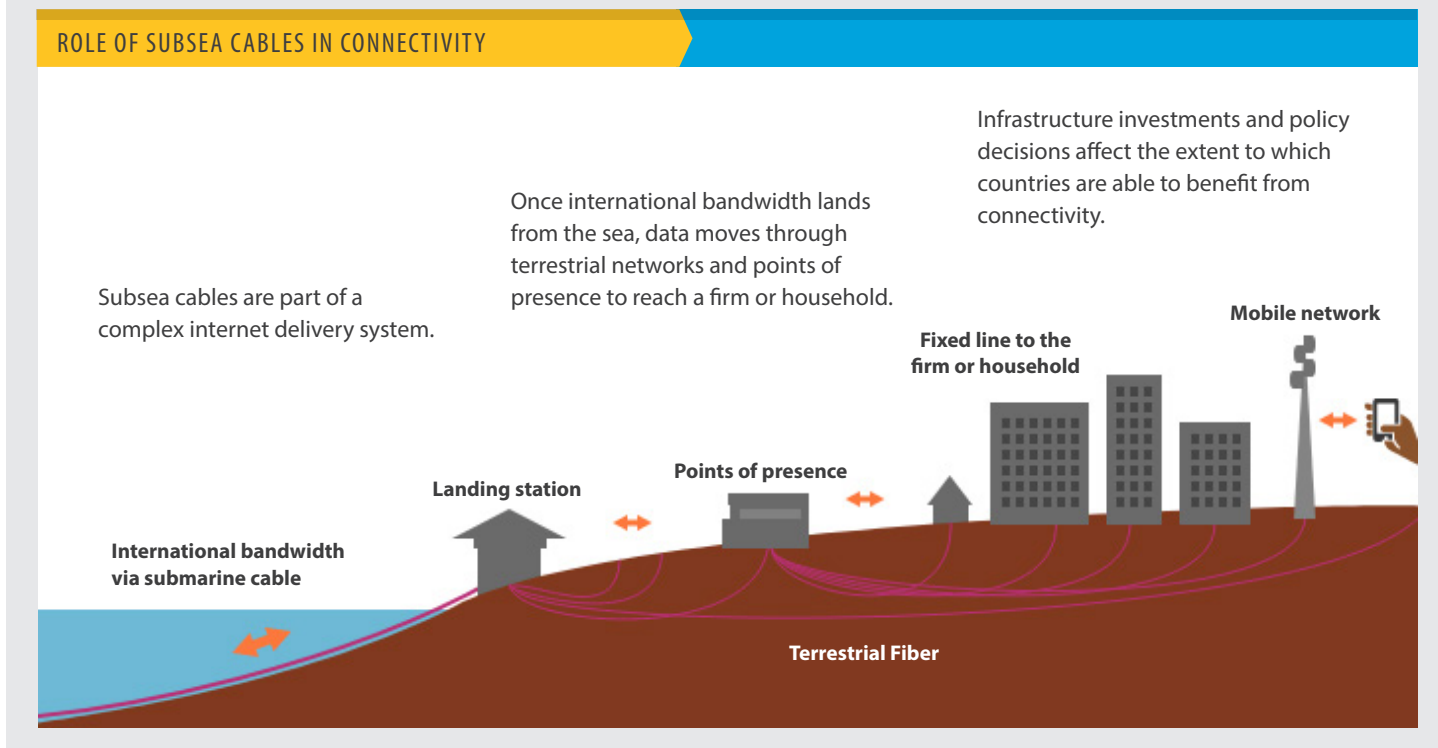 ROLE OF SUBSEA CABLES IN CONNECTIVITY
Subsea cables are part of a
complex internet delivery system.
Once international bandwidth lands
from the sea, data moves through
terrestrial networks and points of
presence to reach a firm or household.
Infrastructure investments and policy
decisions affect the extent to which
countries are able to benefit from
connectivity.
International bandwidth
via submarine cable
Landing station
Points of presence
Fixed line to the
firm or household
Mobile network
Terrestrial Fiber